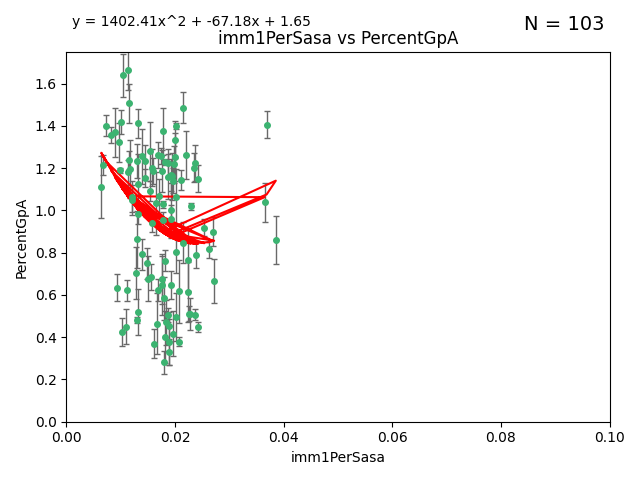 y = 1402.41x^2 + -67.18x + 1.65
N = 103
imm1PerSasa vs PercentGpA
PercentGpA
1.6
1.4
1.2
1.0
0.8
0.6
0.4
0.2
0.0
0.00 0.02 0.04 0.06 0.08 0.10
imm1PerSasa